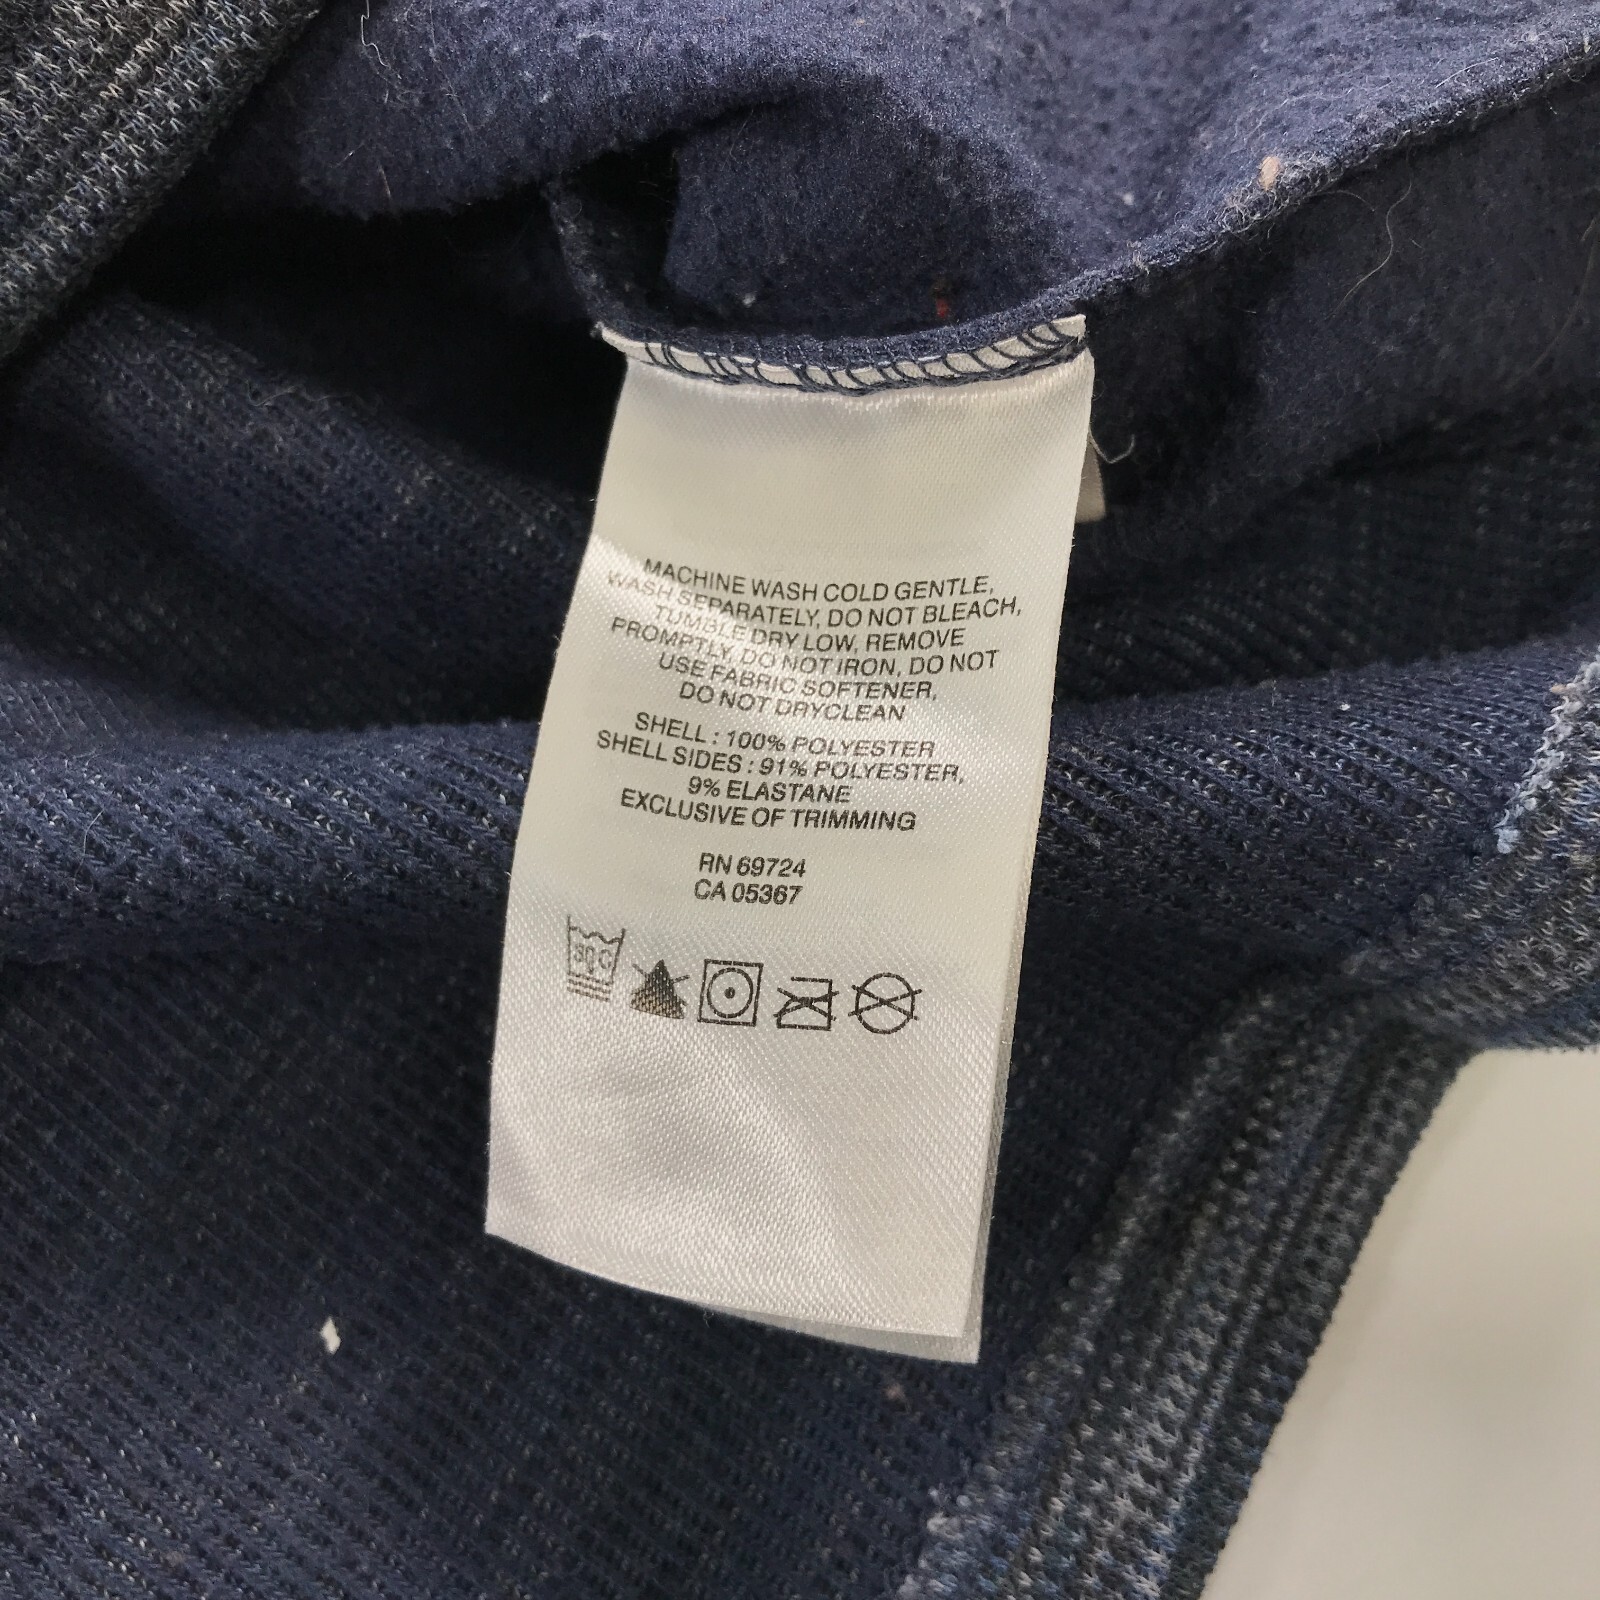 MACHINE WASH COLD GENTLE,
WASH SEPARATELY, DO NOT BLEACH,
TUMBLE DRY LOW, REMOVE
PROMPTLY, DO NOT IRON, DO NOT
USE FABRIC SOFTENER,
DO NOT DRYCLEAN
SHELL : 100% POLYESTER
SHELL SIDES : 91% POLYESTER,
9% ELASTANE
EXCLUSIVE OF TRIMMING
RN 69724
CA 05367
30°C